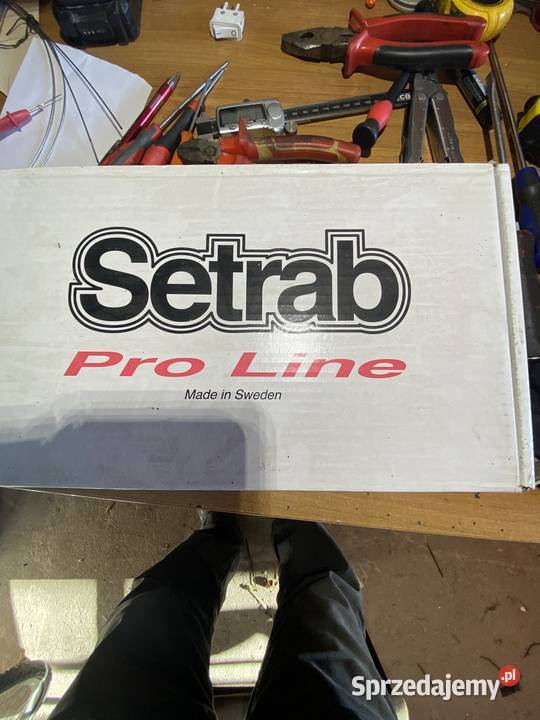 Setrab
Pro Line
Made in Sweden
Sprzedajemy.pl